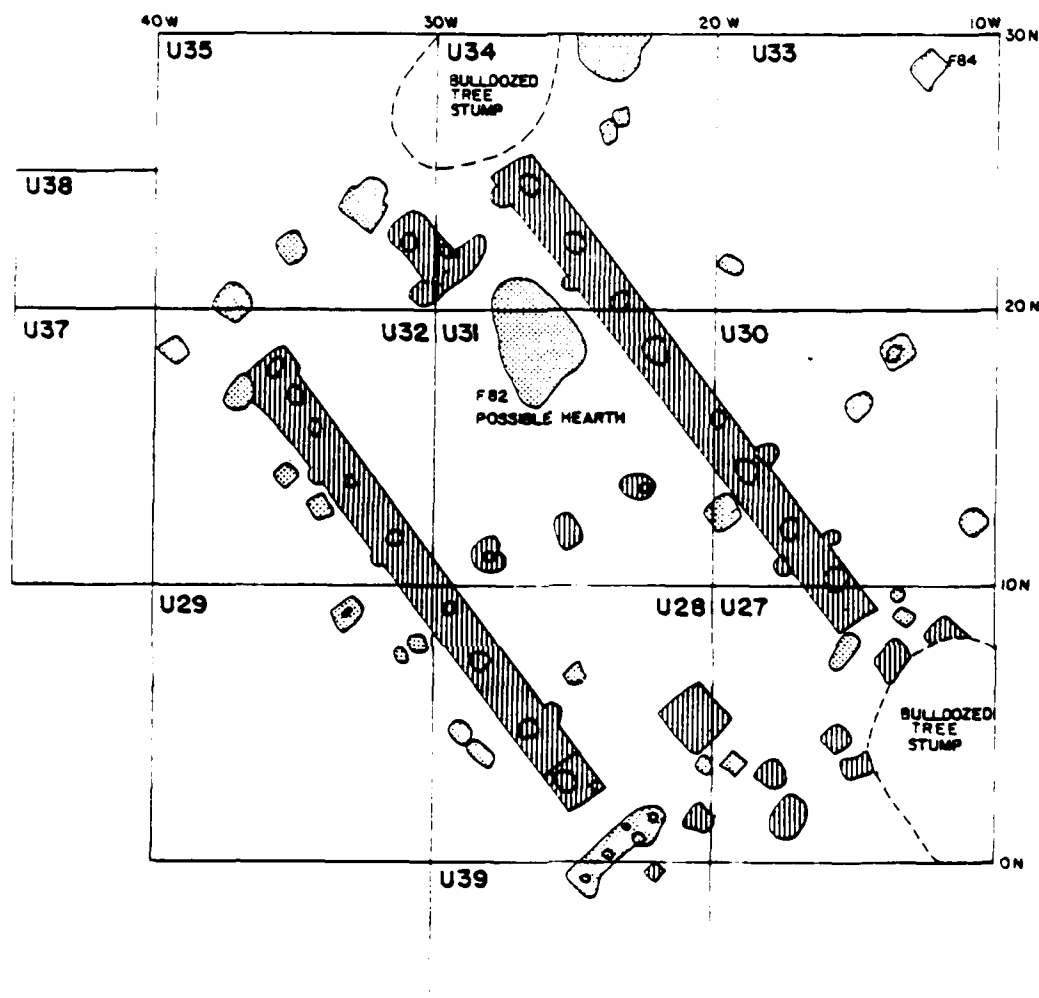 40W 30W 20W 10W
30N
U35 U34 U33
F84
BULLDOZED
TREE
STUMP
U38
20N
U37 U32 U31 U30
F82
POSSIBLE HEARTH
10N
U29 U28 U27
BULLDOZED
TREE
STUMP
0N
U39